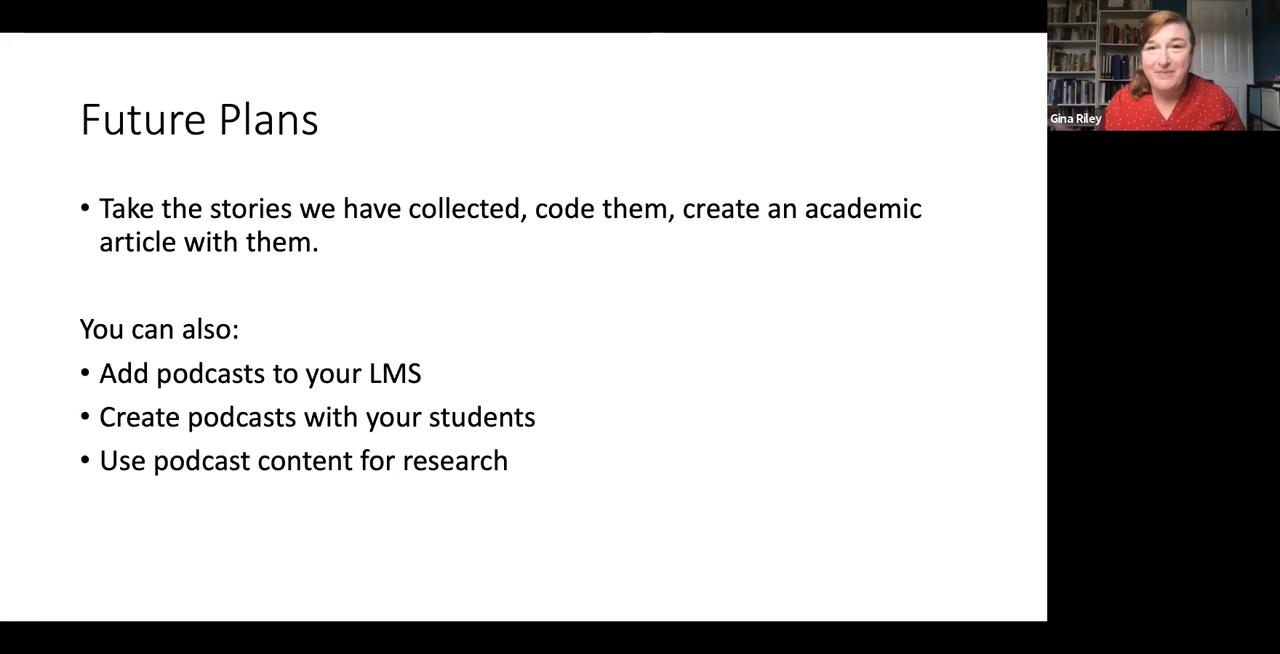 Future Plans
• Take the stories we have collected, code them, create an academic
article with them.
You can also:
• Add podcasts to your LMS
• Create podcasts with your students
• Use podcast content for research
Gina Riley